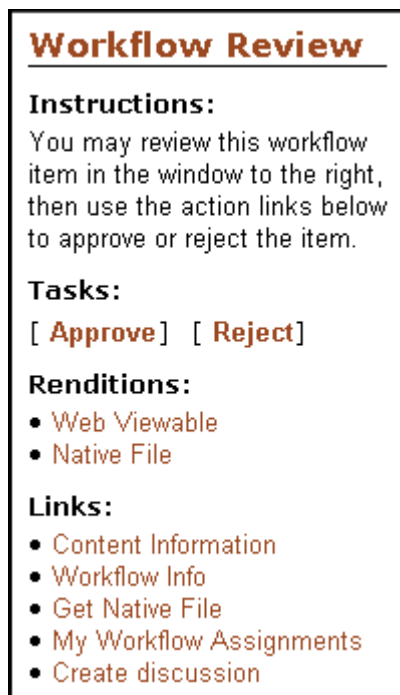 Workflow Review
Instructions:
You may review this workflow
item in the window to the right,
then use the action links below
to approve or reject the item.
Tasks:
[ Approve] [ Reject]
Renditions:
• Web Viewable
• Native File
Links:
• Content Information
• Workflow Info
• Get Native File
• My Workflow Assignments
• Create discussion